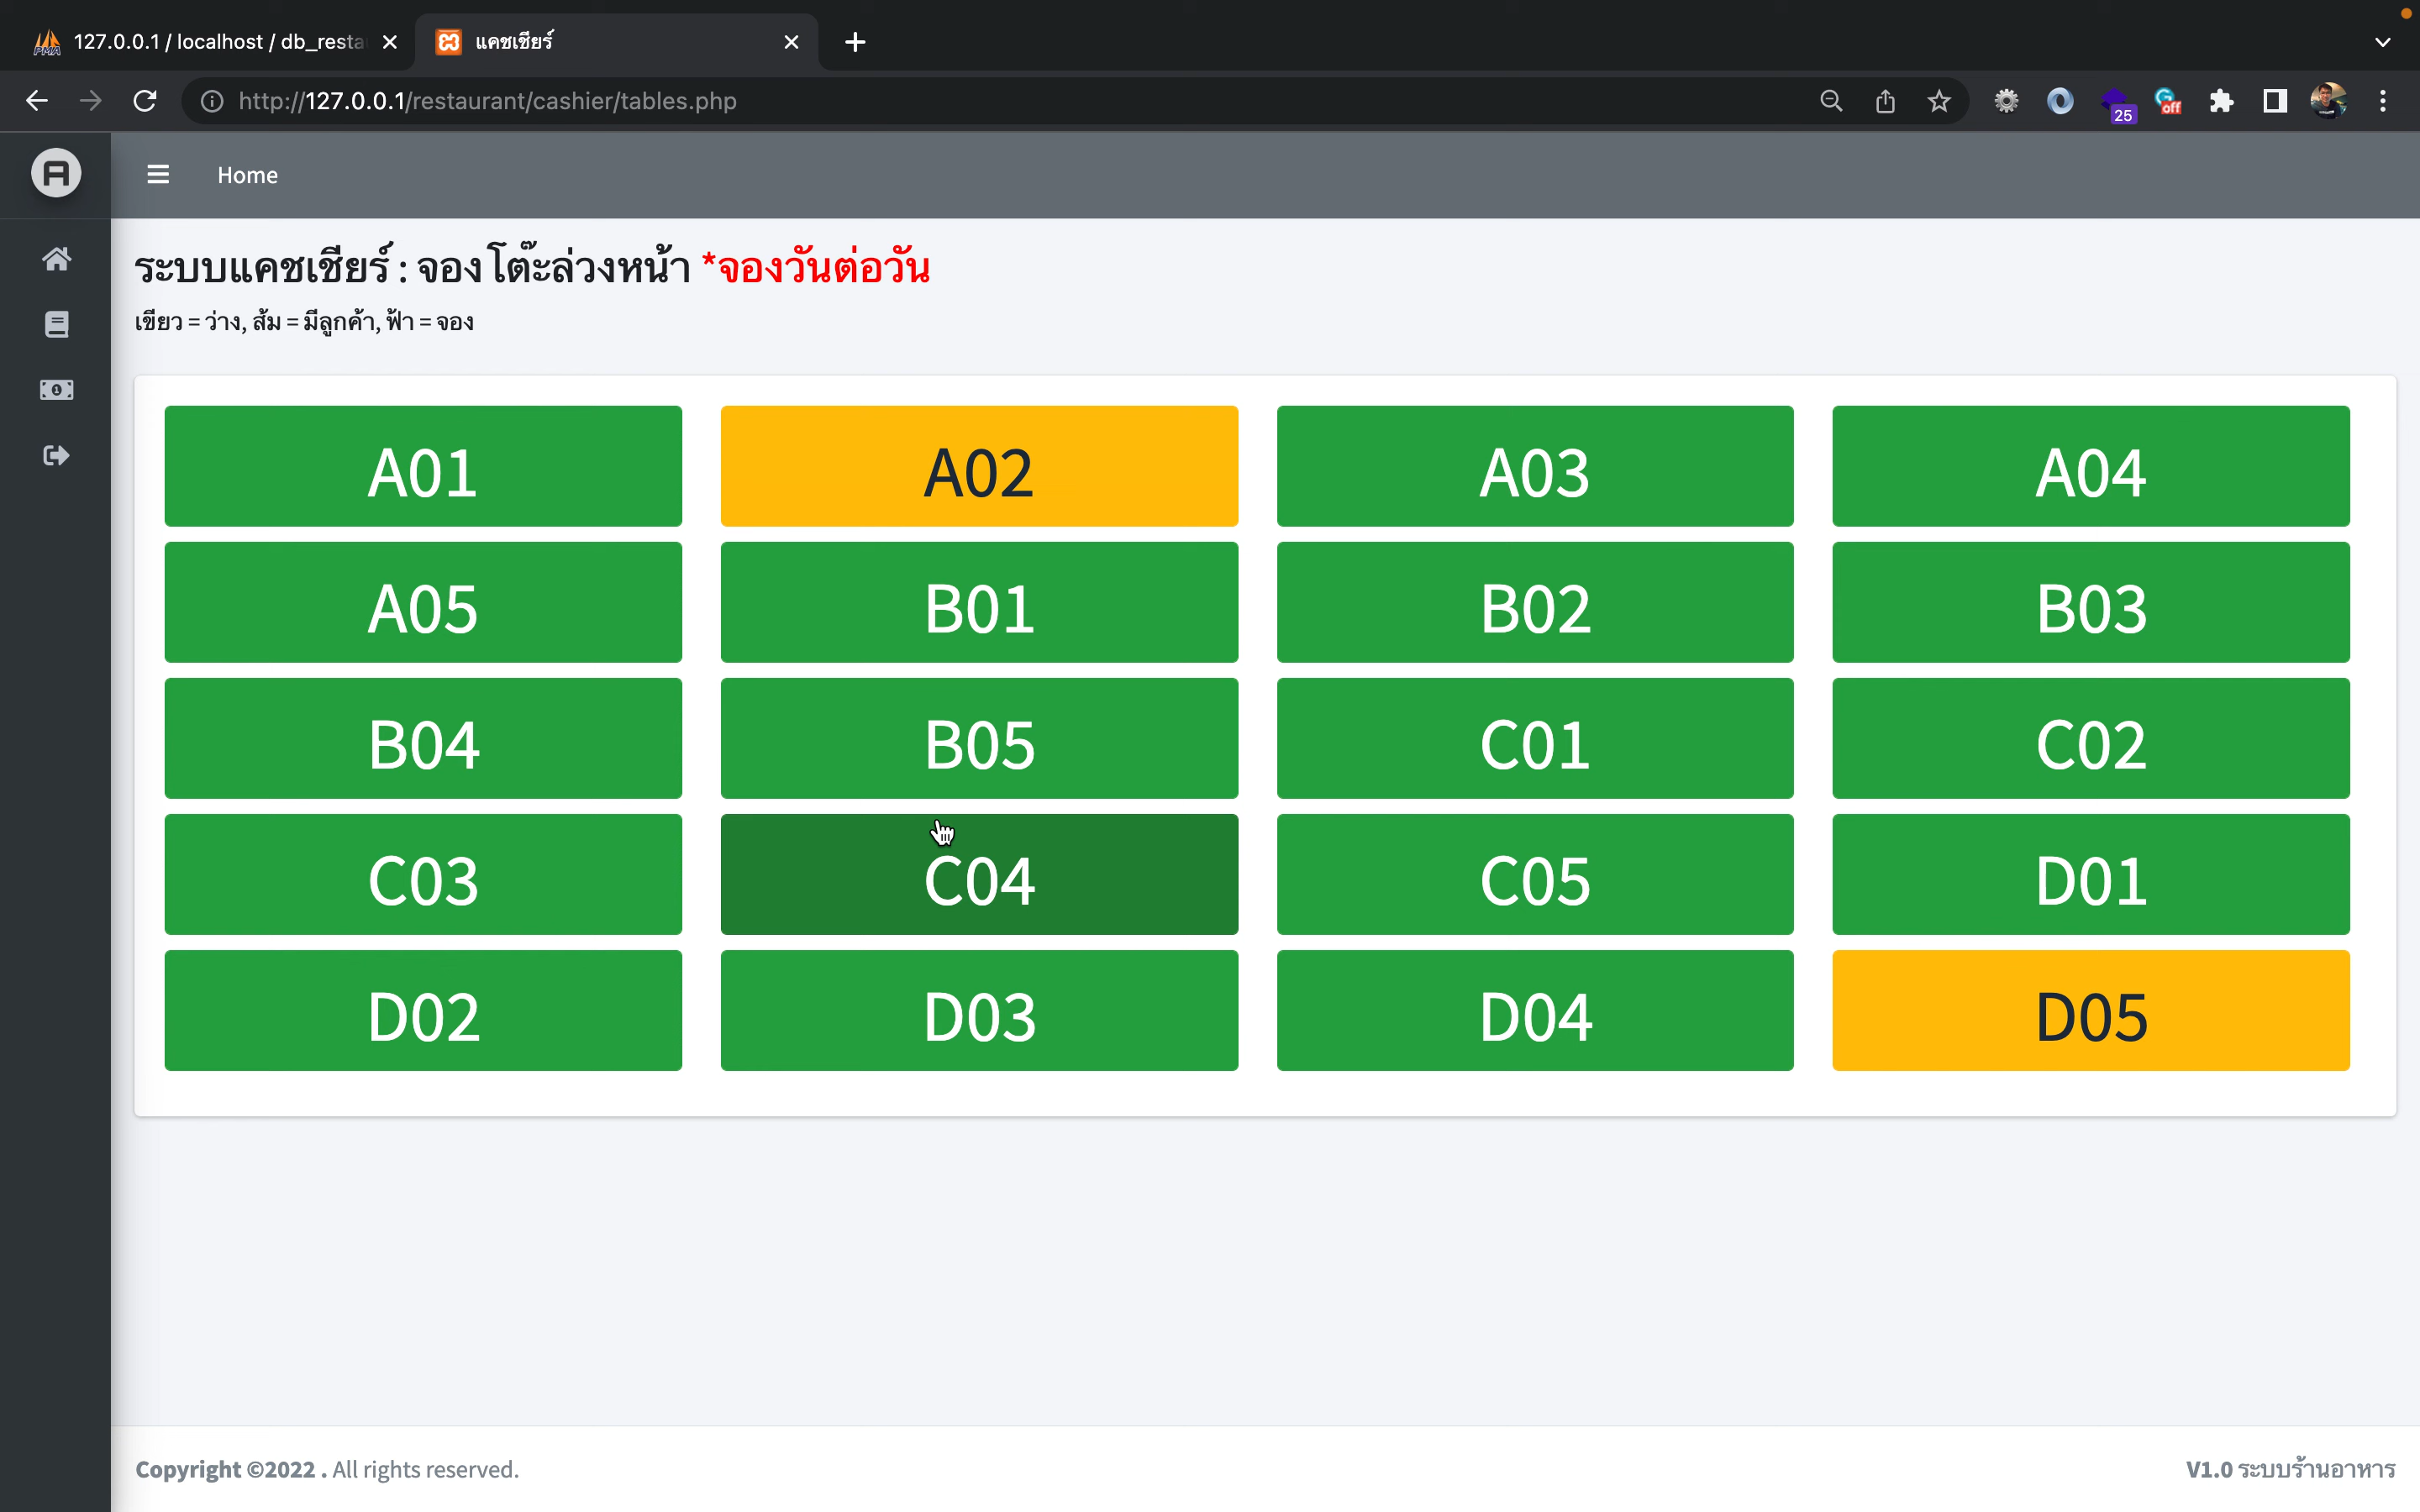 127.0.0.1 / localhost / db_resta
แคชเชียร์
http://127.0.0.1/restaurant/cashier/tables.php
25
off
Home
ระบบแคชเชียร์ : จองโต๊ะล่วงหน้า *จองวันต่อวัน
เขียว = ว่าง, ส้ม = มีลูกค้า, ฟ้า = จอง
A01 A02 A03 A04
A05 B01 B02 B03
B04 B05 C01 C02
C03 C04 C05 D01
D02 D03 D04 D05
Copyright ©2022 . All rights reserved.
V1.0 ระบบร้านอาหาร